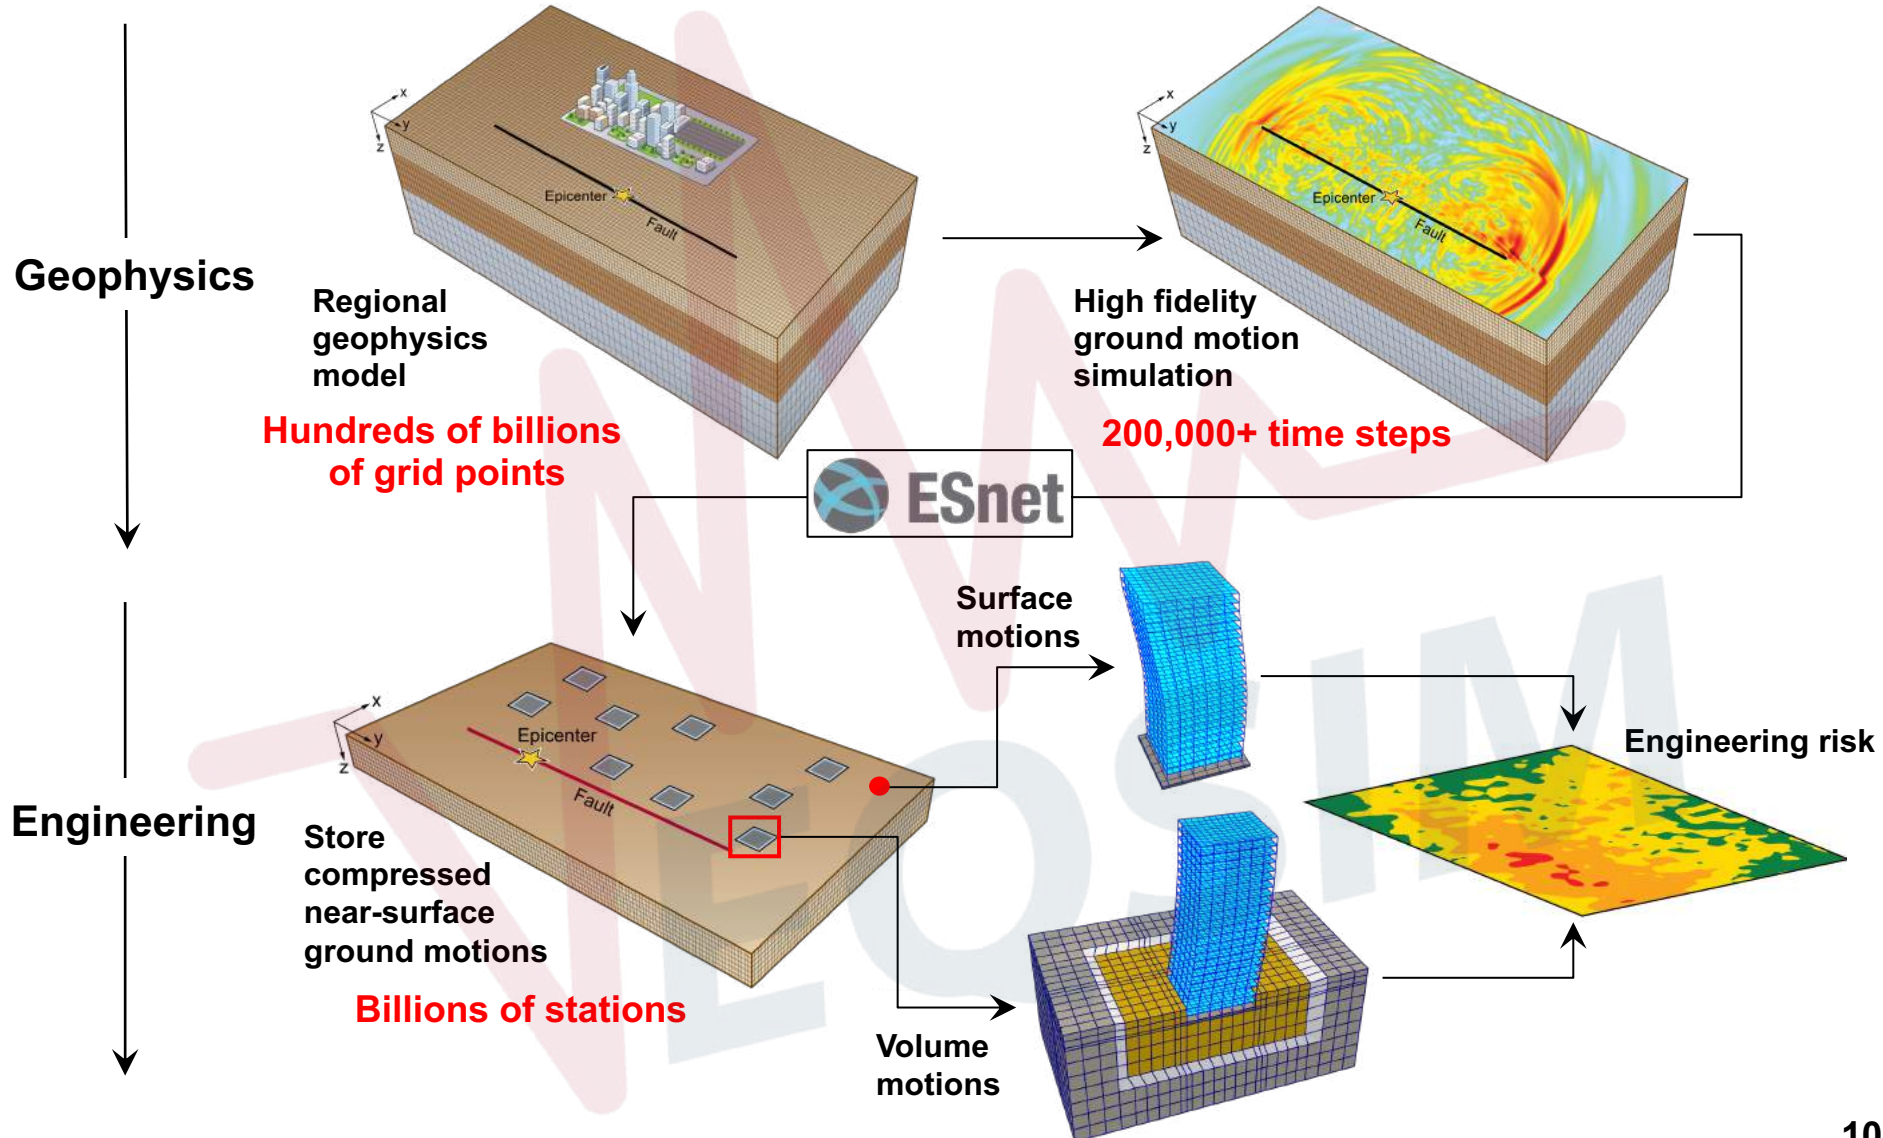 Geophysics
x
y
z
Epicenter
Fault
Regional
geophysics
model
Hundreds of billions
of grid points
x
y
z
Epicenter
Fault
High fidelity
ground motion
simulation
200,000+ time steps
ESnet
Engineering
x
y
z
Epicenter
Fault
Store
compressed
near-surface
ground motions
Billions of stations
Surface
motions
Volume
motions
Engineering risk
EQSIM
10